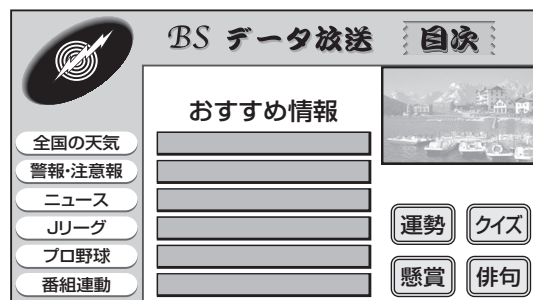 BS データ放送 目次
おすすめ情報
全国の天気
警報・注意報
ニュース
Jリーグ
プロ野球
番組連動
運勢 クイズ
懸賞 俳句